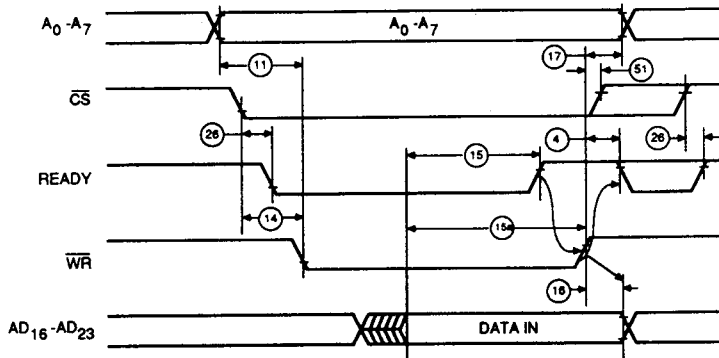 A0-A7 A0-A7
17
11 51
CS
26 4 26
15
READY
14 15
WR
16
AD16-AD23 DATA IN